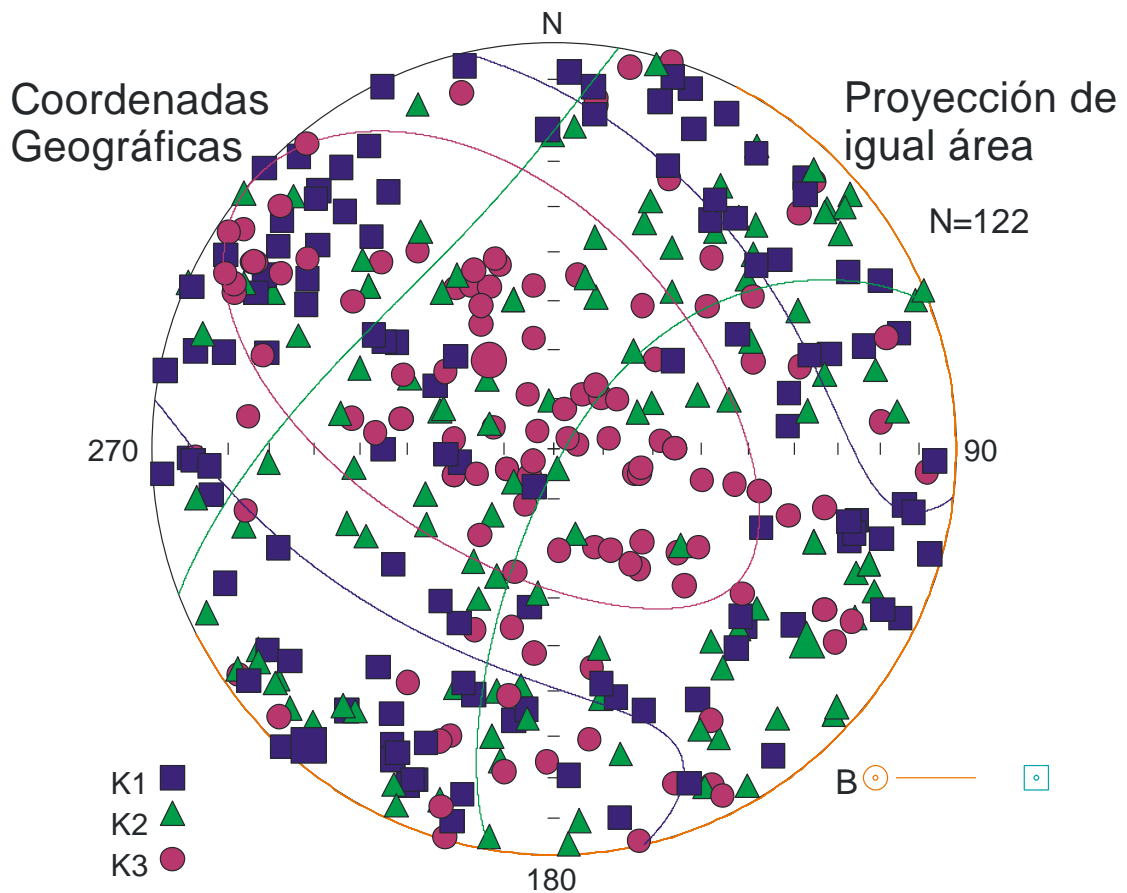 N
Coordenadas
Geográficas
Proyección de
igual área
N=122
270
90
K1
K2
K3
B
180